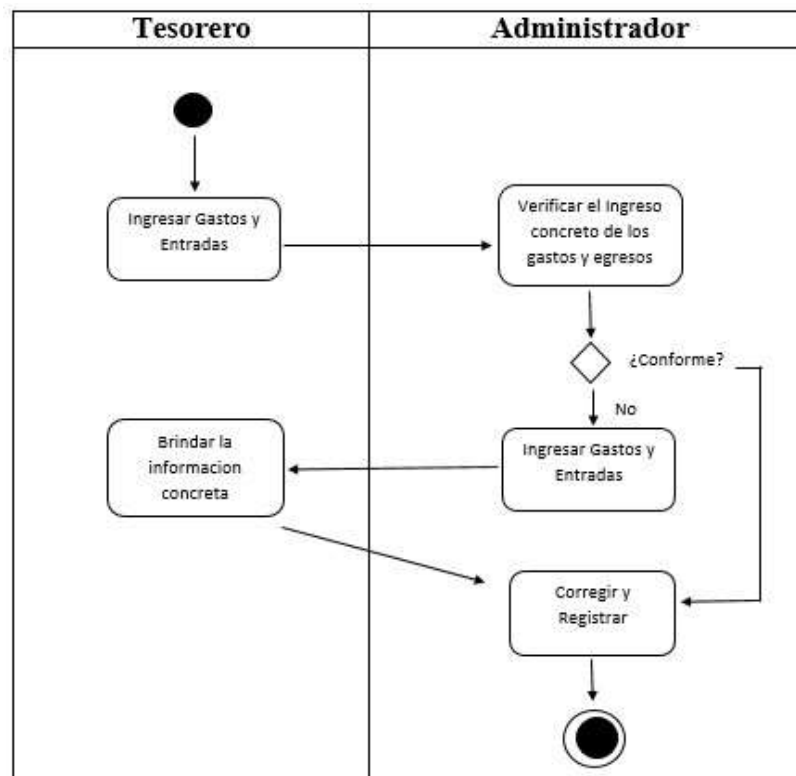 Tesorero
Administrador
Ingresar Gastos y
Entradas
Verificar el Ingreso
concreto de los
gastos y egresos
¿Conforme?
No
Brindar la
informacion
concreta
Ingresar Gastos y
Entradas
Corregir y
Registrar